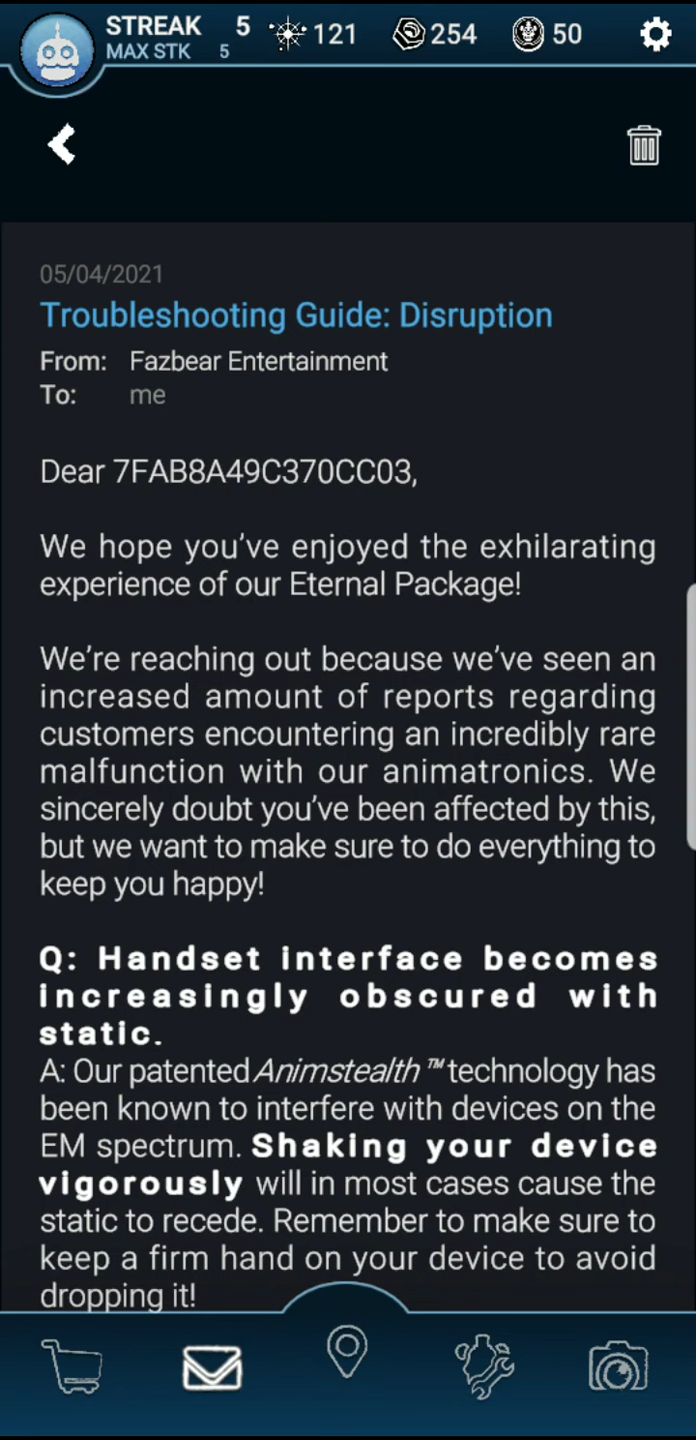 STREAK 5 121 254 50
MAX STK 5
05/04/2021
Troubleshooting Guide: Disruption
From: Fazbear Entertainment
To: me
Dear 7FAB8A49C370CC03,
We hope you've enjoyed the exhilarating
experience of our Eternal Package!
We're reaching out because we've seen an
increased amount of reports regarding
customers encountering an incredibly rare
malfunction with our animatronics. We
sincerely doubt you've been affected by this,
but we want to make sure to do everything to
keep you happy!
Q: Handset interface becomes
increasingly obscured with
static.
A: Our patented Animstealth ™ technology has
been known to interfere with devices on the
EM spectrum. Shaking your device
vigorously will in most cases cause the
static to recede. Remember to make sure to
keep a firm hand on your device to avoid
dropping it!